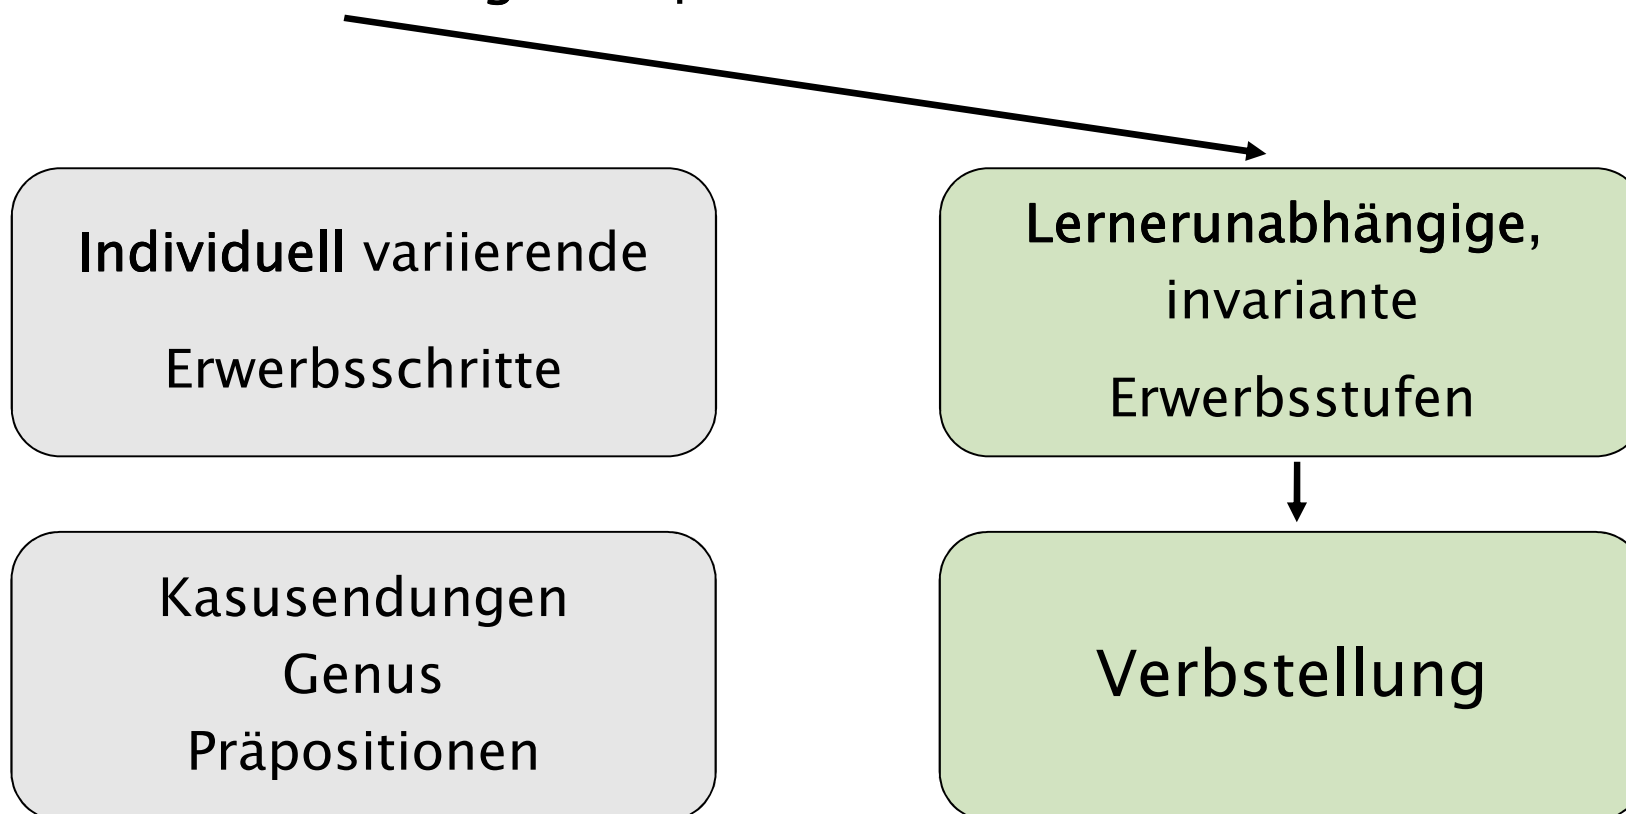 Individuell variierende
Erwerbsschritte
Lernerunabhängige,
invariante
Erwerbsstufen
Kasusendungen
Genus
Präpositionen
Verbstellung